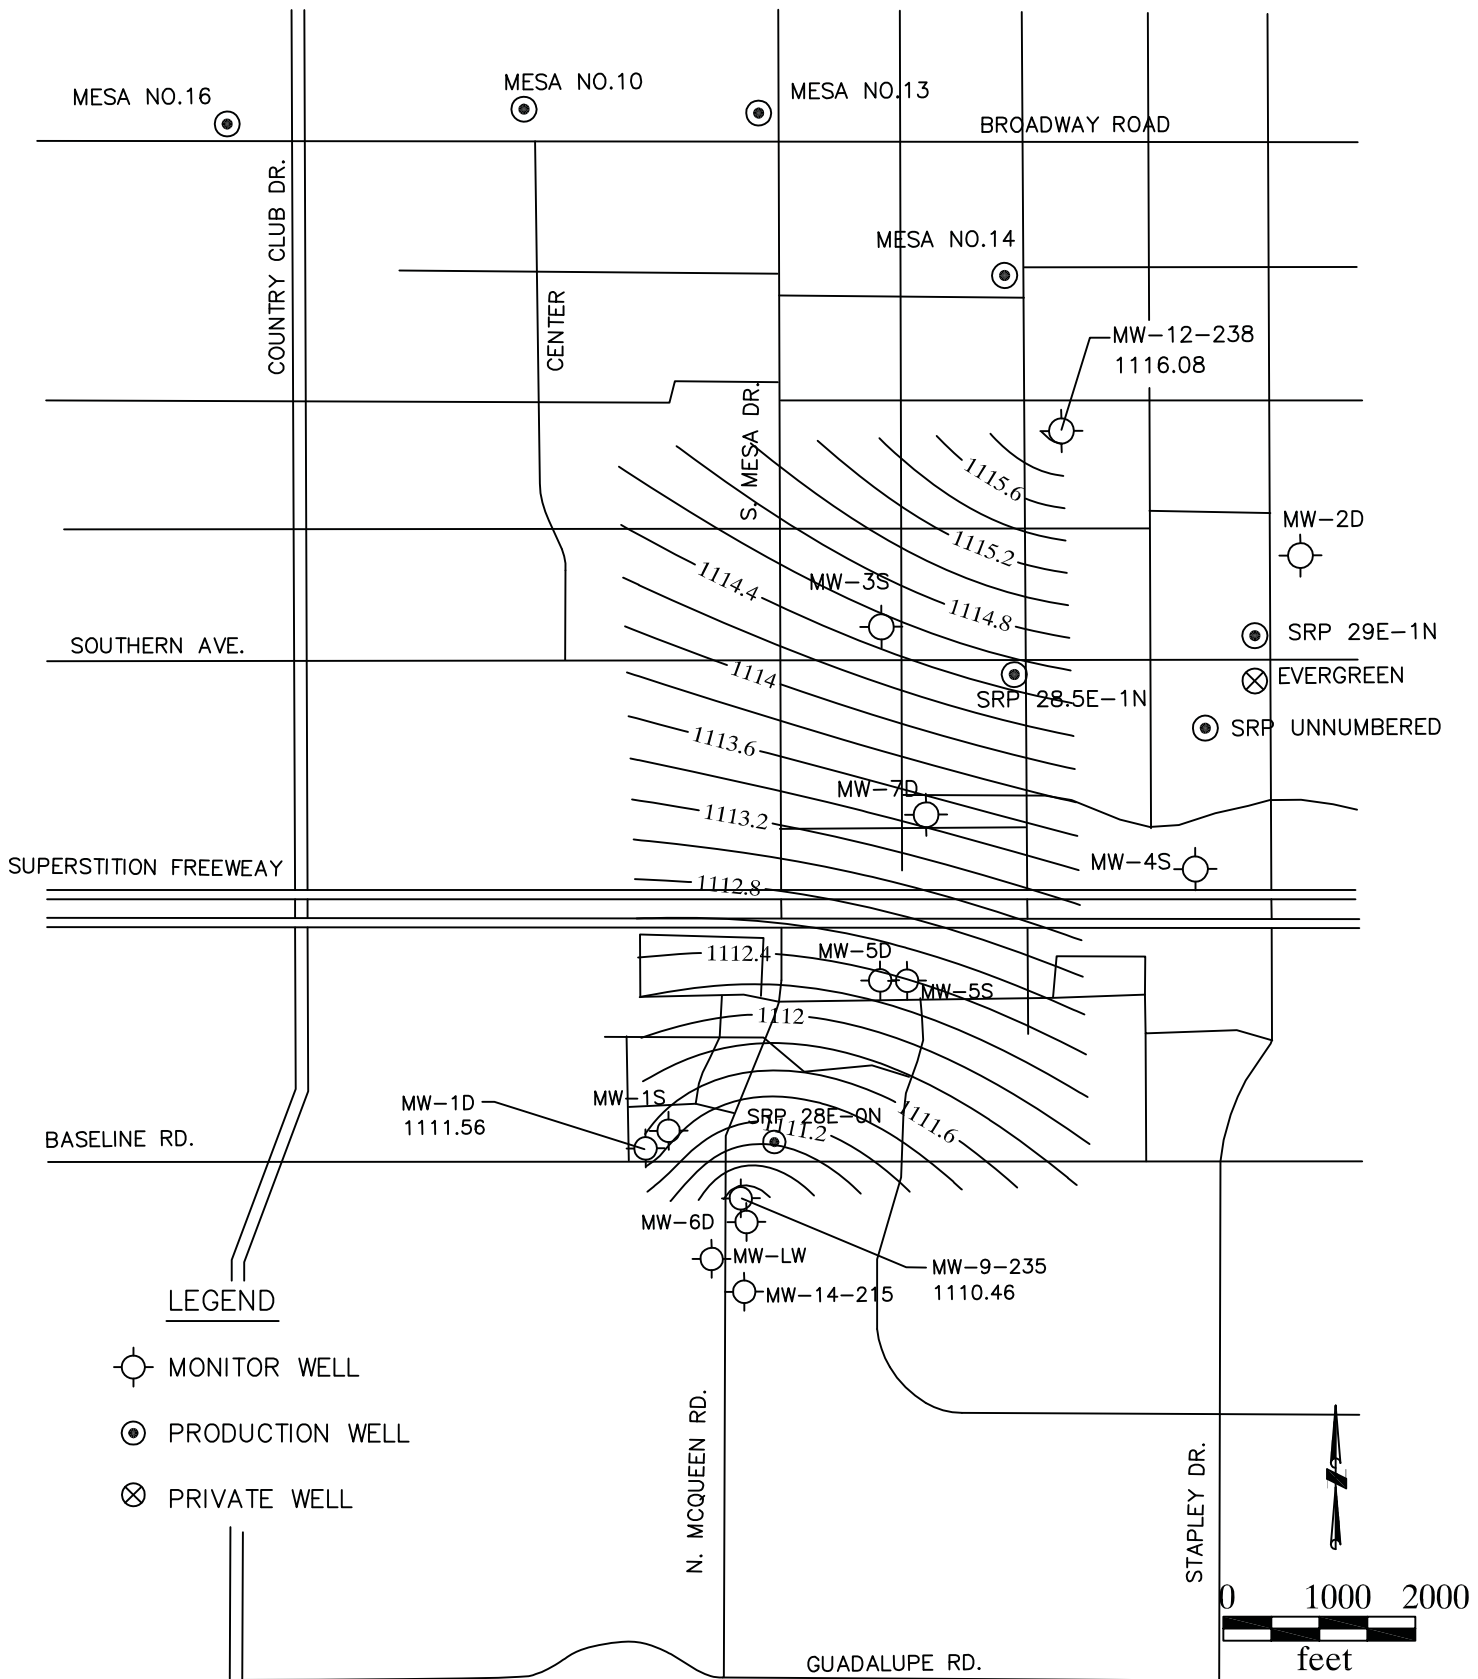 MESA NO.16
MESA NO.10
MESA NO.13
BROADWAY ROAD
COUNTRY CLUB DR.
MESA NO.14
CENTER
MW-12-238
1116.08
S. MESA DR.
1115.6
MW-2D
1115.2
1114.4
MW-3S
1114.8
SRP 29E-1N
SOUTHERN AVE.
1114
EVERGREEN
SRP 28.5E-1N
SRP UNNUMBERED
1113.6
MW-7D
1113.2
SUPERSTITION FREEWEAY
MW-4S
1112.8
1112.4
MW-5D
MW-5S
1112
MW-1D
1111.56
MW-1S
SRP 28E-0N
1111.6
1111.2
BASELINE RD.
MW-6D
MW-LW
MW-9-235
1110.46
MW-14-215
LEGEND
MONITOR WELL
PRODUCTION WELL
PRIVATE WELL
N. MCQUEEN RD.
STAPLEY DR.
0 1000 2000
feet
GUADALUPE RD.